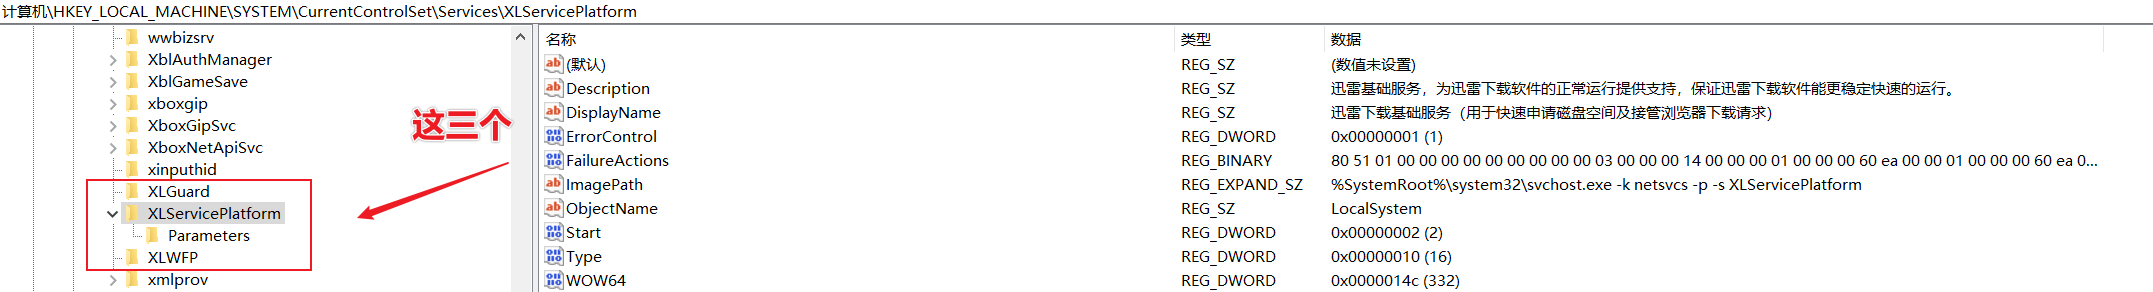 计算机\HKEY_LOCAL_MACHINE\SYSTEM\CurrentControlSet\Services\XLServicePlatform
wwbizsrv
XblAuthManager
XblGameSave
xboxgip
XboxGipSvc
XboxNetApiSvc
xinputhid
XLGuard
XLServicePlatform
Parameters
XLWFP
xmlprov
这三个
名称 类型 数据
(默认) REG_SZ (数值未设置)
Description REG_SZ 迅雷基础服务，为迅雷下载软件的正常运行提供支持，保证迅雷下载软件能更稳定快速的运行。
DisplayName REG_SZ 迅雷下载基础服务（用于快速申请磁盘空间及接管浏览器下载请求）
ErrorControl REG_DWORD 0x00000001 (1)
FailureActions REG_BINARY 80 51 01 00 00 00 00 00 00 00 00 00 03 00 00 00 14 00 00 00 01 00 00 00 60 ea 00 00 01 00 00 00 60 ea 0...
ImagePath REG_EXPAND_SZ %SystemRoot%\system32\svchost.exe -k netsvcs -p -s XLServicePlatform
ObjectName REG_SZ LocalSystem
Start REG_DWORD 0x00000002 (2)
Type REG_DWORD 0x00000010 (16)
WOW64 REG_DWORD 0x0000014c (332)